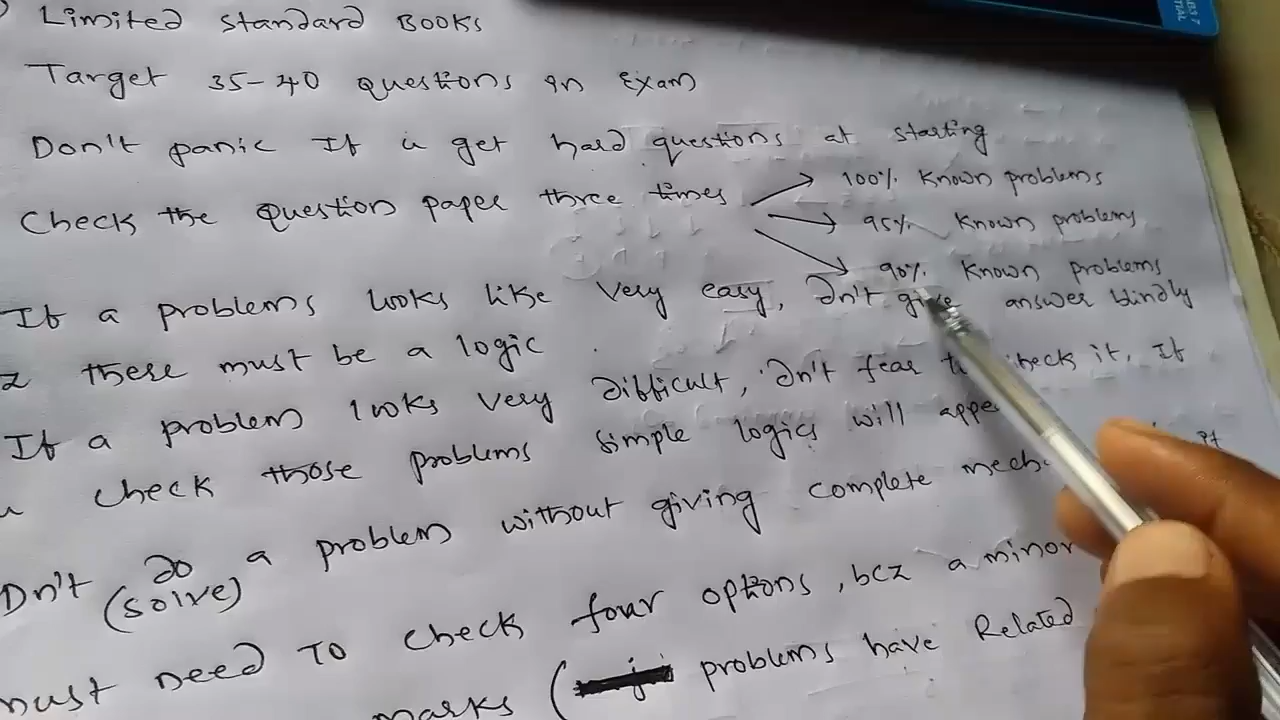 Limited standard Books
Target 35-40 questions in Exam
Don't panic If u get hard questions at starting
Check the question paper three times
100% Known problems
95% Known problems
90% Known problems
If a problems looks like very easy, Dn't give answer blindly
z there must be a logic
If a problem looks very difficult, Dn't fear to check it. If
u check those problems simple logics will
Dn't do (solve) a problem without giving complete
must need To check four options, bcz a minor
marks ( problems have Related